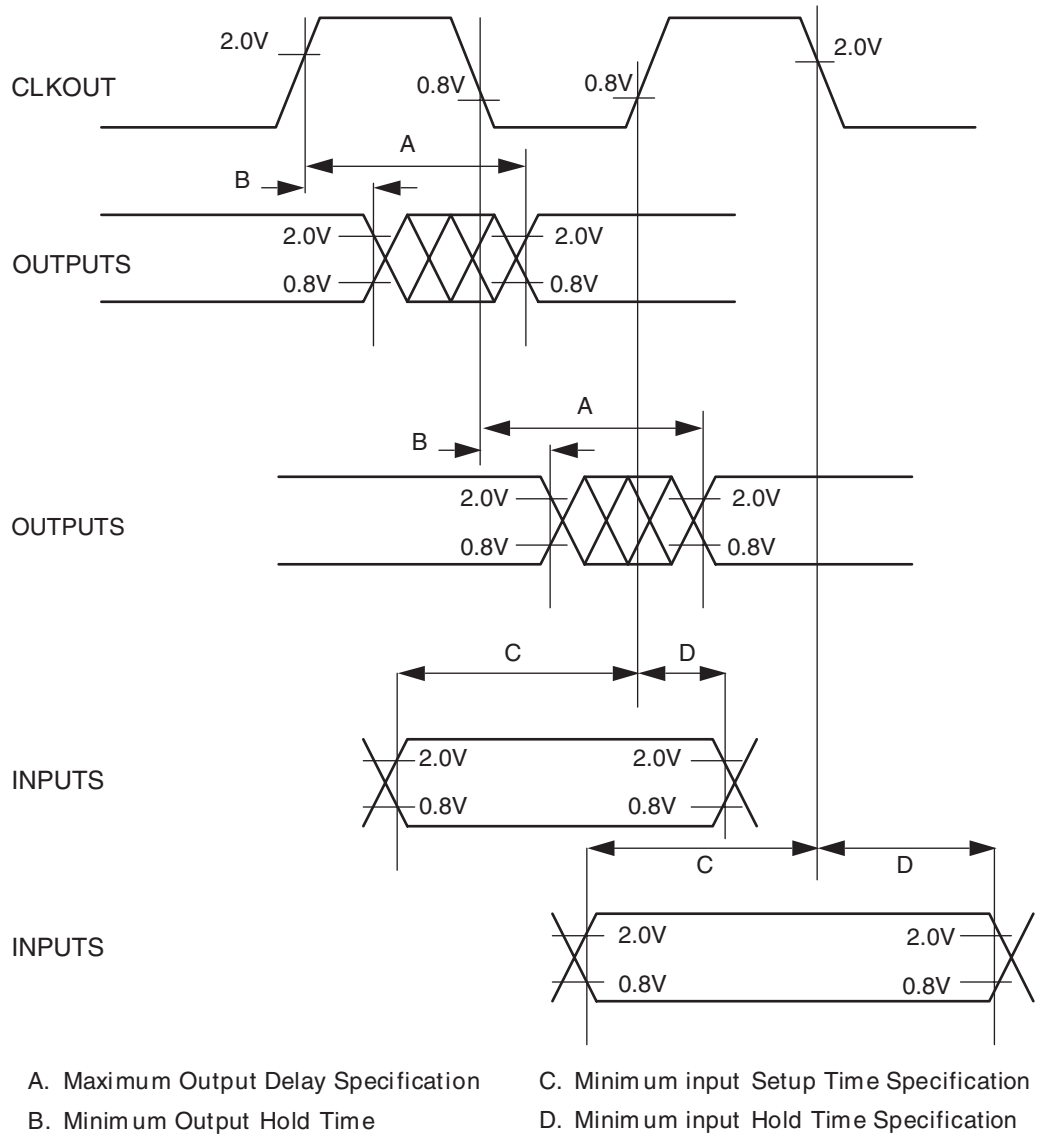 2.0V
2.0V
CLKOUT
0.8V
0.8V
A
B
2.0V
2.0V
OUTPUTS
0.8V
0.8V
A
B
2.0V
2.0V
OUTPUTS
0.8V
0.8V
C
D
2.0V
2.0V
INPUTS
0.8V
0.8V
C
D
2.0V
2.0V
INPUTS
0.8V
0.8V
A. Maximum Output Delay Specification
B. Minimum Output Hold Time
C. Minimum input Setup Time Specification
D. Minimum input Hold Time Specification